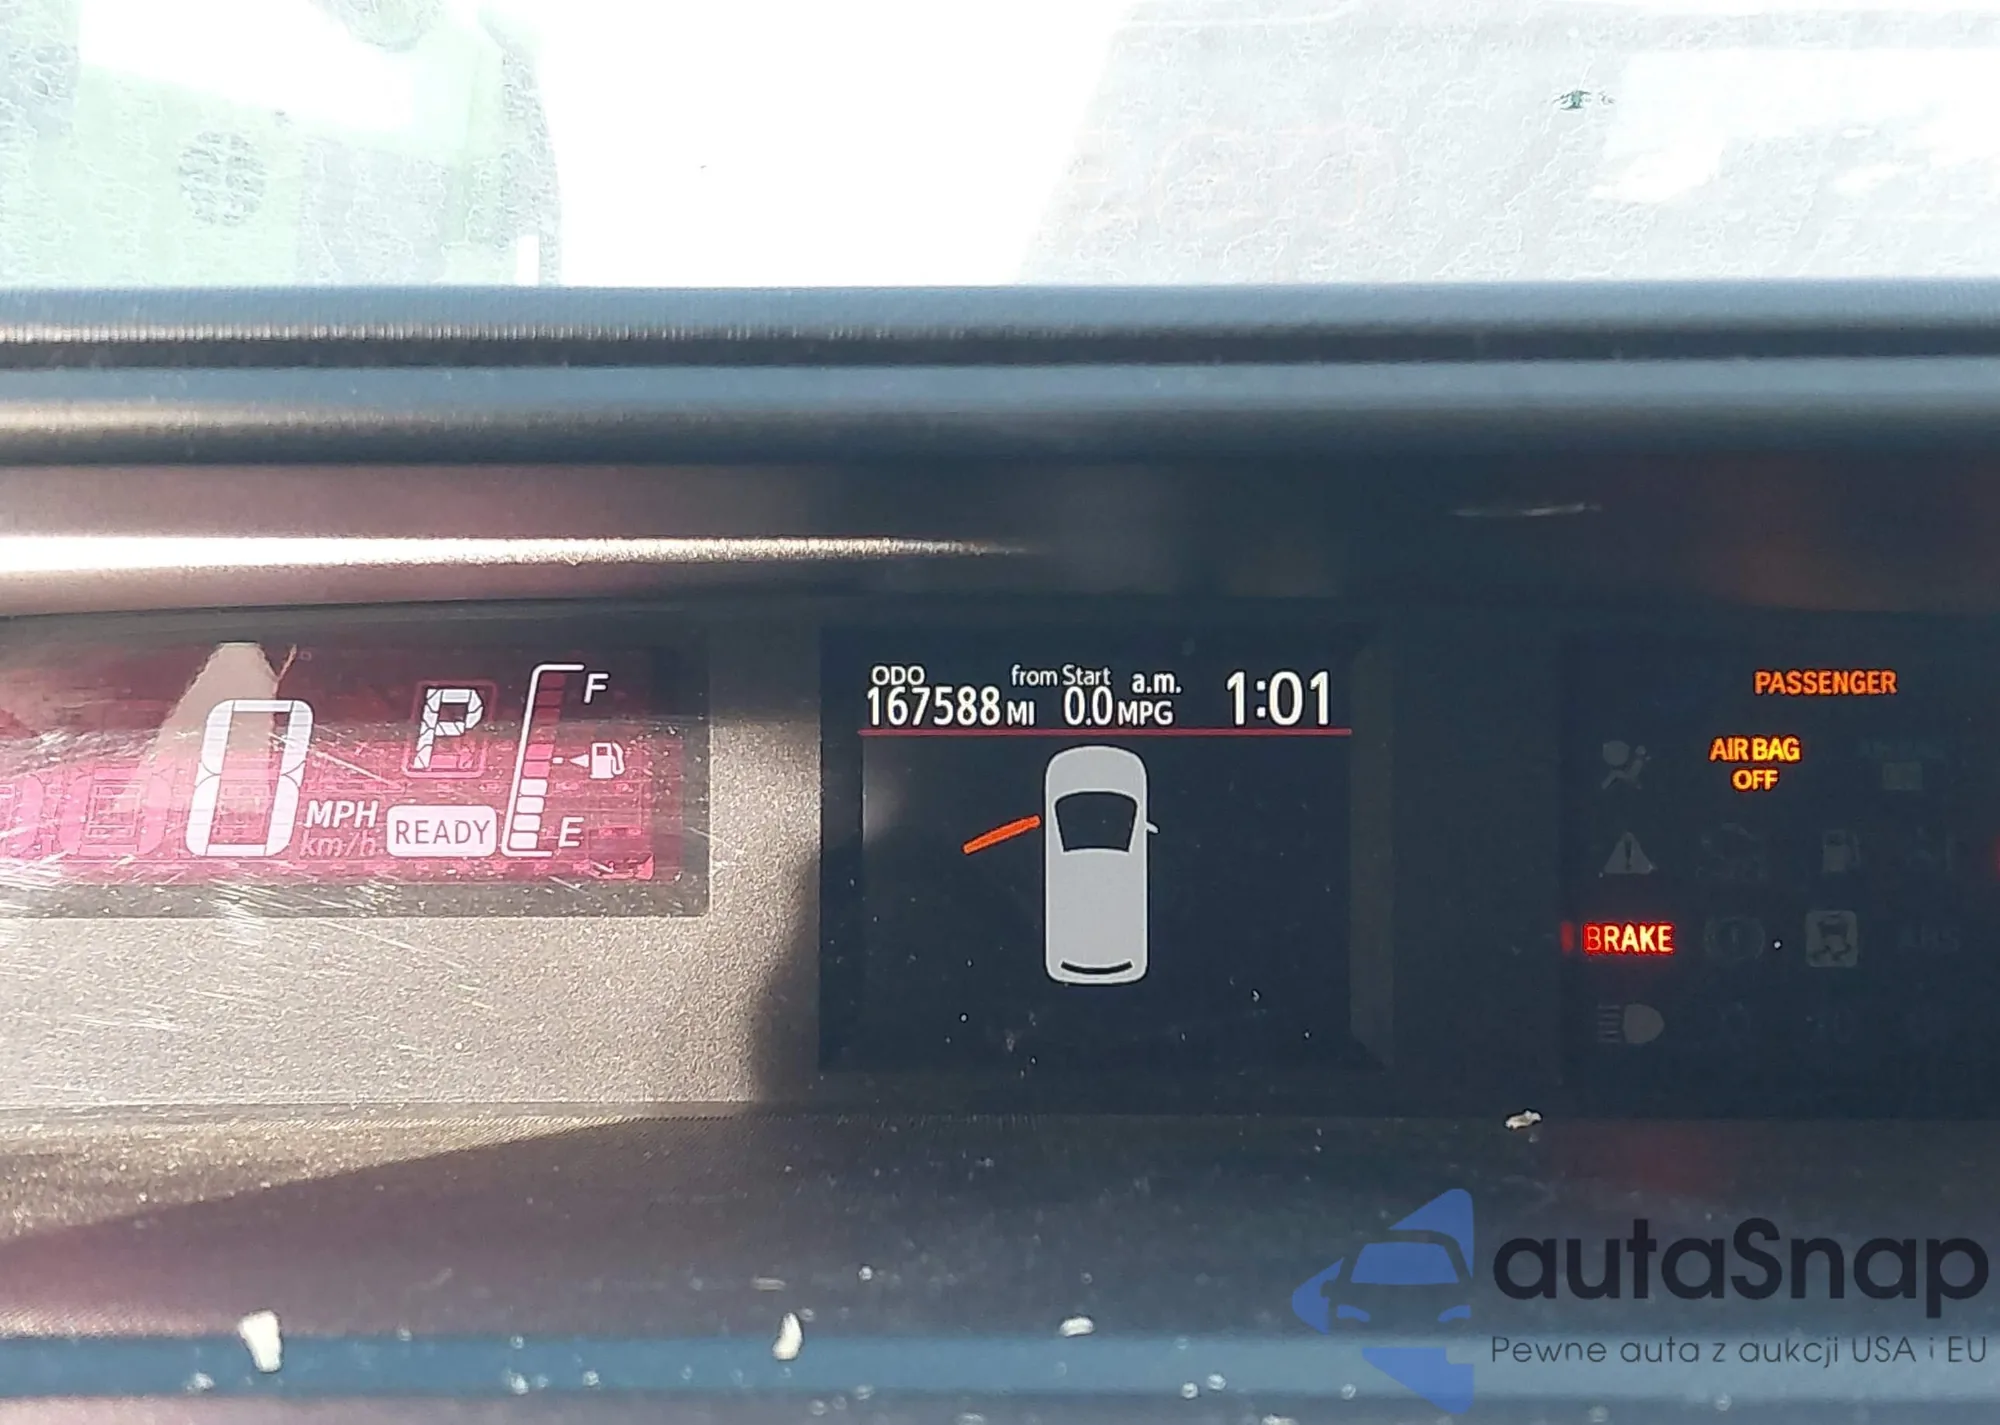 ODO from Start a.m. 1:01
167588 MI 0.0 MPG
F
P
0 MPH
km/h
READY
E
PASSENGER
AIR BAG
OFF
BRAKE
autaSnap
Pewne auta z aukcji USA i EU